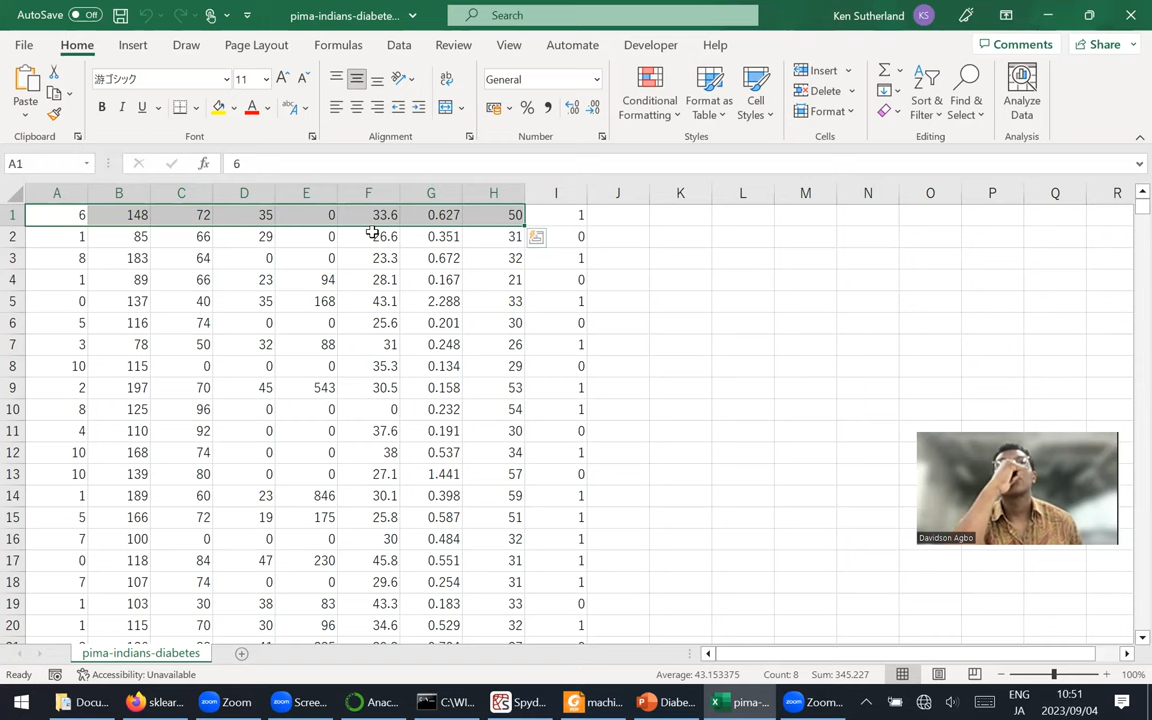 AutoSave Off pima-indians-diabete... Search Ken Sutherland KS
File Home Insert Draw Page Layout Formulas Data Review View Automate Developer Help Comments Share
Paste 游ゴシック 11 General Conditional Formatting Format as Table Cell Styles Insert Delete Format Sort & Filter Find & Select Analyze Data
Clipboard Font Alignment Number Styles Cells Editing Analysis
A1 fx 6
A B C D E F G H I J K L M N O P Q R
1 6 148 72 35 0 33.6 0.627 50 1
2 1 85 66 29 0 26.6 0.351 31 0
3 8 183 64 0 0 23.3 0.672 32 1
4 1 89 66 23 94 28.1 0.167 21 0
5 0 137 40 35 168 43.1 2.288 33 1
6 5 116 74 0 0 25.6 0.201 30 0
7 3 78 50 32 88 31 0.248 26 1
8 10 115 0 0 0 35.3 0.134 29 0
9 2 197 70 45 543 30.5 0.158 53 1
10 8 125 96 0 0 0 0.232 54 1
11 4 110 92 0 0 37.6 0.191 30 0
12 10 168 74 0 0 38 0.537 34 1
13 10 139 80 0 0 27.1 1.441 57 0
14 1 189 60 23 846 30.1 0.398 59 1
15 5 166 72 19 175 25.8 0.587 51 1
16 7 100 0 0 0 30 0.484 32 1
17 0 118 84 47 230 45.8 0.551 31 1
18 7 107 74 0 0 29.6 0.254 31 1
19 1 103 30 38 83 43.3 0.183 33 0
20 1 115 70 30 96 34.6 0.529 32 1
Davidson Agbo
pima-indians-diabetes
Ready Accessibility: Unavailable Average: 43.153375 Count: 8 Sum: 345.227 100%
Docu... sklear... Zoom Scree... Anac... C:\WI... Spyd... machi... Diabe... pima-... Zoom... ENG JA 10:51 2023/09/04